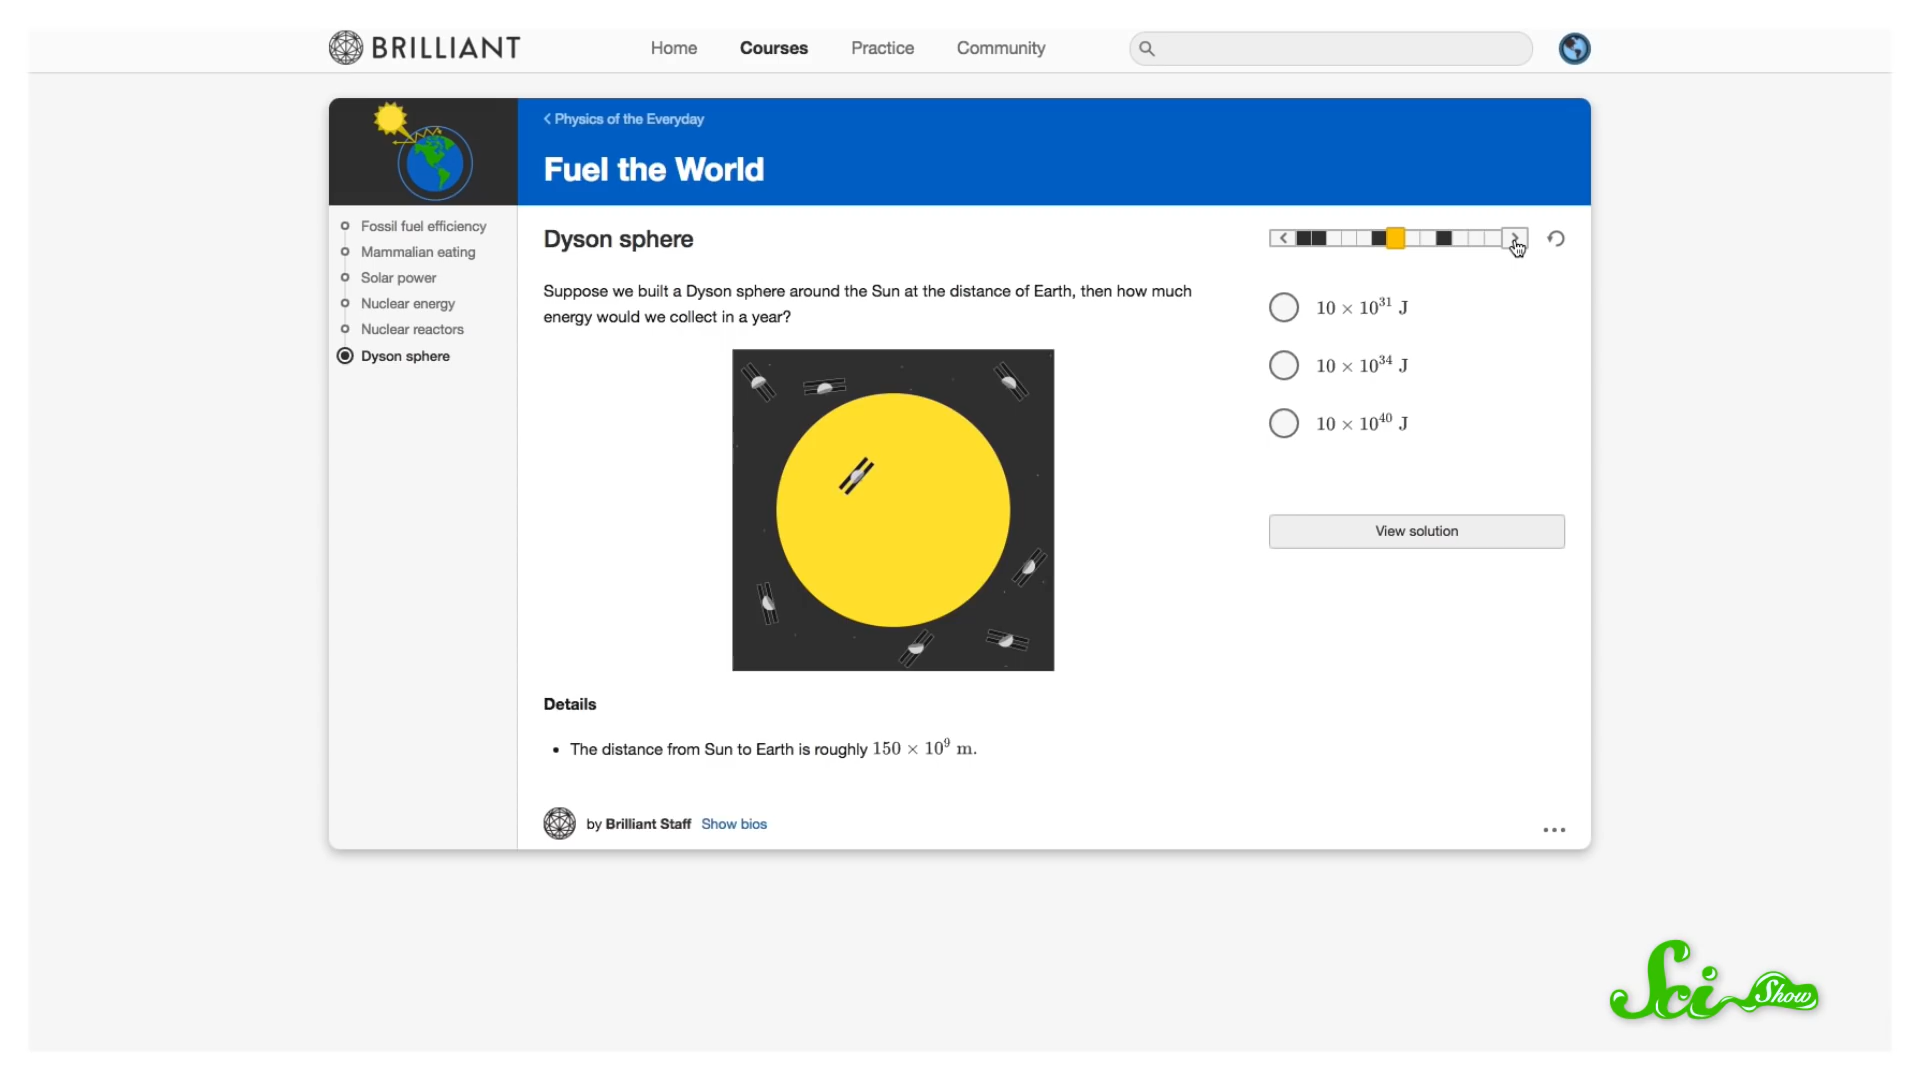 BRILLIANT
Home
Courses
Practice
Community
Physics of the Everyday
Fuel the World
Fossil fuel efficiency
Mammalian eating
Solar power
Nuclear energy
Nuclear reactors
Dyson sphere
Dyson sphere
Suppose we built a Dyson sphere around the Sun at the distance of Earth, then how much
energy would we collect in a year?
10 × 10³¹ J
10 × 10³⁴ J
10 × 10⁴⁰ J
View solution
Details
• The distance from Sun to Earth is roughly 150 × 10⁹ m.
by Brilliant Staff Show bios
Sci Show